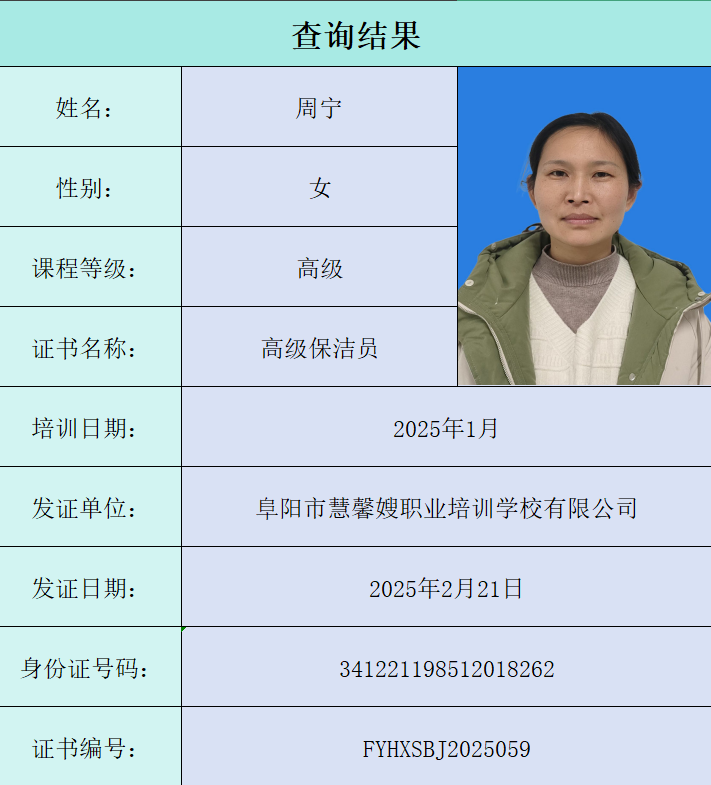 查询结果
姓名： 周宁
性别： 女
课程等级： 高级
证书名称： 高级保洁员
培训日期： 2025年1月
发证单位： 阜阳市慧馨嫂职业培训学校有限公司
发证日期： 2025年2月21日
身份证号码： 341221198512018262
证书编号： FYHXSBJ2025059